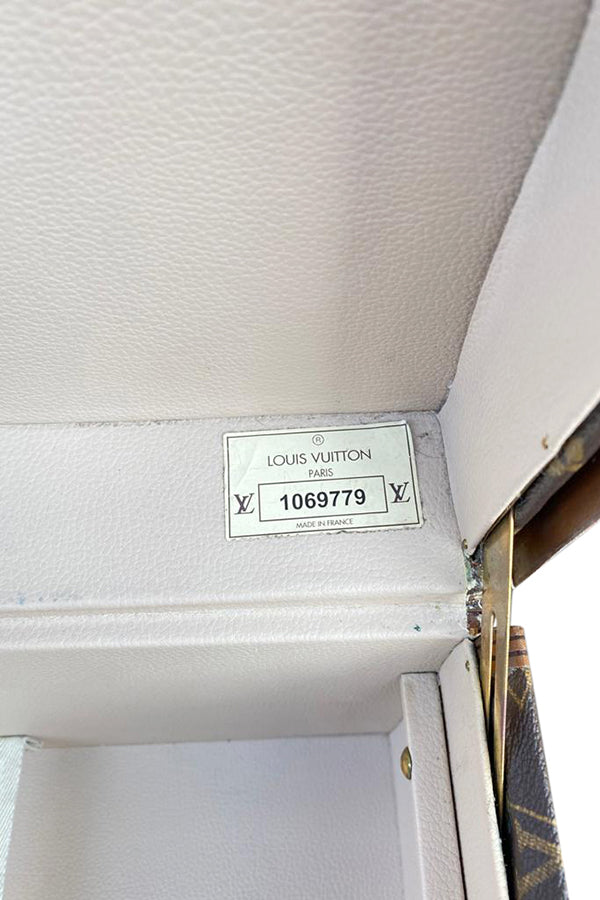 ®
LOUIS VUITTON
PARIS
LV 1069779 LV
MADE IN FRANCE